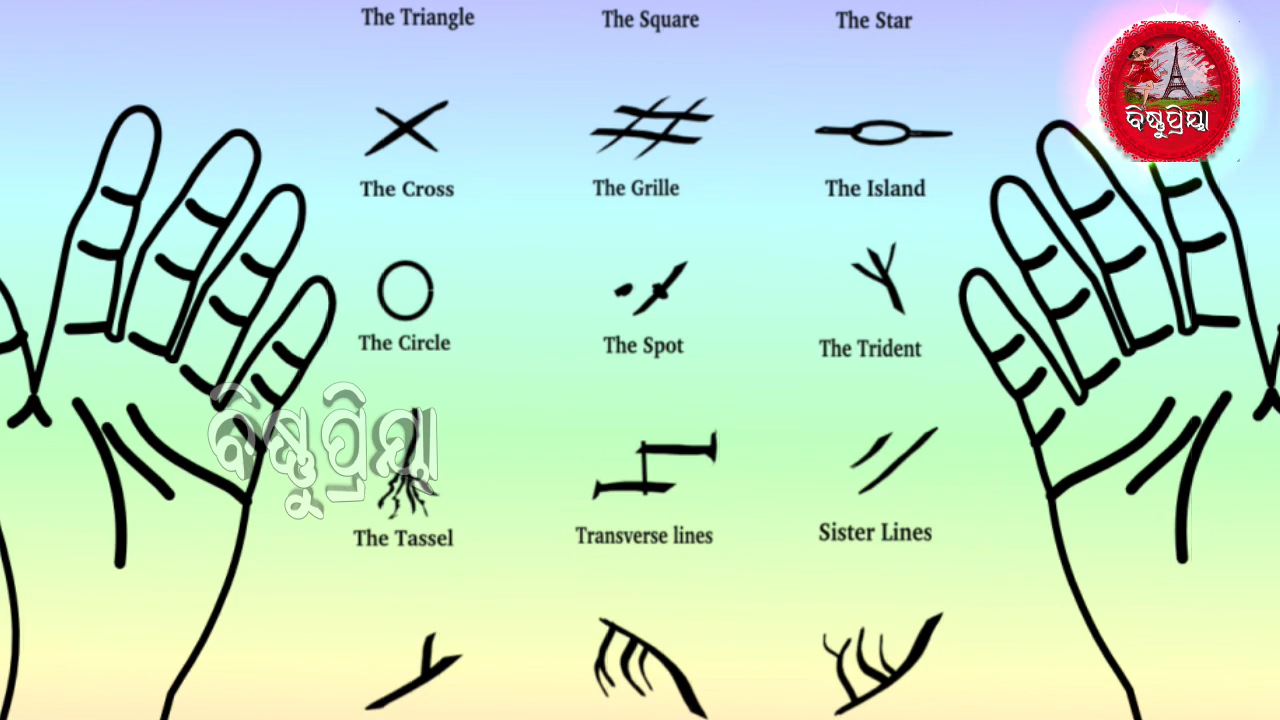 The Triangle The Square The Star
ବିଷ୍ଣୁପ୍ରିୟା
The Cross The Grille The Island
The Circle The Spot The Trident
ବିଷ୍ଣୁପ୍ରିୟା
The Tassel Transverse lines Sister Lines